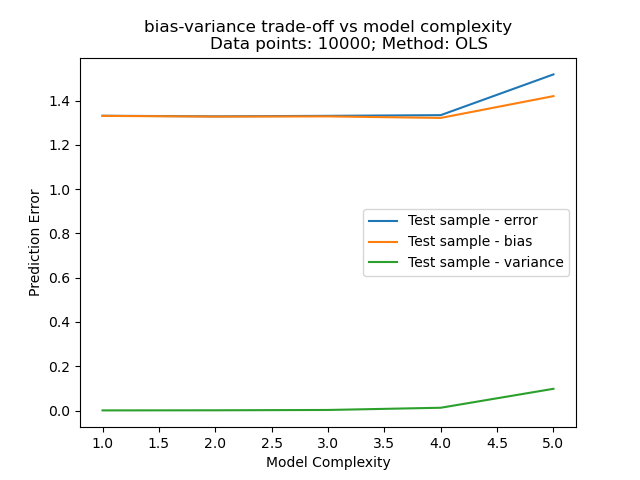 bias-variance trade-off vs model complexity
Data points: 10000; Method: OLS
Prediction Error
1.4
1.2
1.0
0.8
0.6
0.4
0.2
0.0
Test sample - error
Test sample - bias
Test sample - variance
1.0 1.5 2.0 2.5 3.0 3.5 4.0 4.5 5.0
Model Complexity